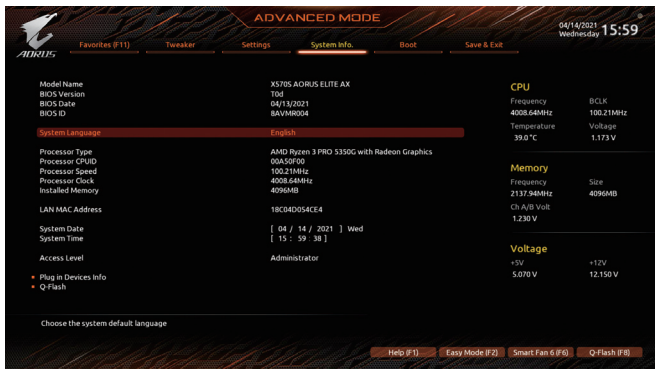 ADVANCED MODE
04/14/2021
Wednesday 15:59
AORUS
Favorites (F11) Tweaker Settings System Info. Boot Save & Exit
Model Name X570S AORUS ELITE AX
BIOS Version T0d
BIOS Date 04/13/2021
BIOS ID 8AVMR004
System Language English
Processor Type AMD Ryzen 3 PRO 5350G with Radeon Graphics
Processor CPUID 00A50F00
Processor Speed 100.21MHz
Processor Clock 4008.64MHz
Installed Memory 4096MB
LAN MAC Address 18C04D054CE4
System Date [ 04 / 14 / 2021 ] Wed
System Time [ 15 : 59 : 38 ]
Access Level Administrator
Plug in Devices Info
Q-Flash
Choose the system default language
CPU
Frequency BCLK
4008.64MHz 100.21MHz
Temperature Voltage
39.0 °C 1.173 V
Memory
Frequency Size
2137.94MHz 4096MB
Ch A/B Volt
1.230 V
Voltage
+5V +12V
5.070 V 12.150 V
Help (F1) Easy Mode (F2) Smart Fan 6 (F6) Q-Flash (F8)